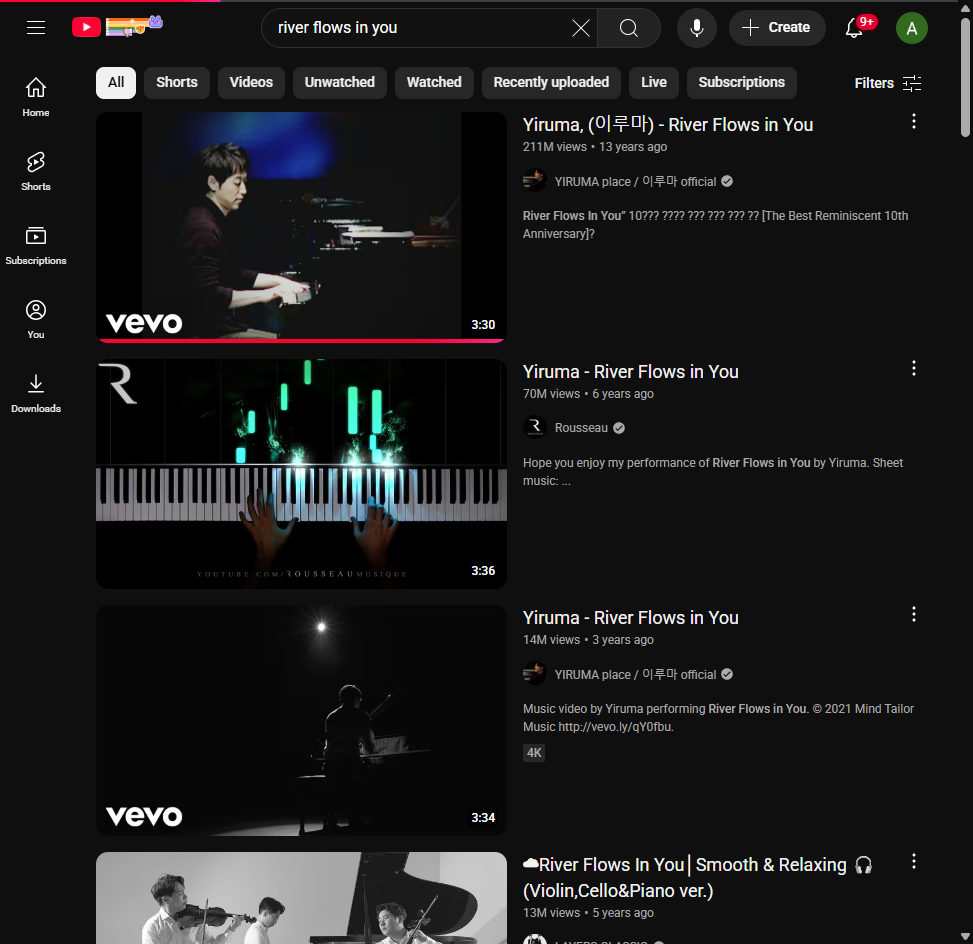 river flows in you
Create
9+
A
All
Shorts
Videos
Unwatched
Watched
Recently uploaded
Live
Subscriptions
Filters
Home
Shorts
Subscriptions
You
Downloads
vevo
3:30
Yiruma, (이루마) - River Flows in You
211M views • 13 years ago
YIRUMA place / 이루마 official
River Flows In You” 10??? ???? ??? ??? ??? ?? [The Best Reminiscent 10th
Anniversary]?
R
YOUTUBE.COM/ROUSSEAUMUSIQUE
3:36
Yiruma - River Flows in You
70M views • 6 years ago
R
Rousseau
Hope you enjoy my performance of River Flows in You by Yiruma. Sheet
music: ...
vevo
3:34
Yiruma - River Flows in You
14M views • 3 years ago
YIRUMA place / 이루마 official
Music video by Yiruma performing River Flows in You. © 2021 Mind Tailor
Music http://vevo.ly/qY0fbu.
4K
☁River Flows In You│Smooth & Relaxing 🎧
(Violin,Cello&Piano ver.)
13M views • 5 years ago